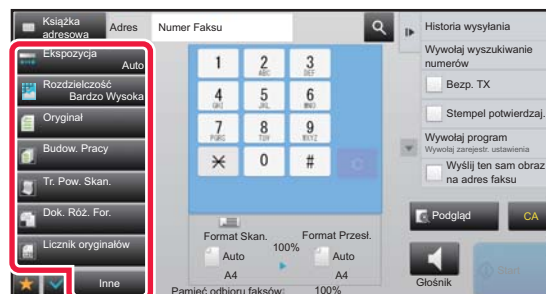 Książka
adresowa
Adres
Numer Faksu
Ekspozycja
Auto
Rozdzielczość
Bardzo Wysoka
Oryginał
Budow. Pracy
Tr. Pow. Skan.
Dok. Róż. For.
Licznik oryginałów
Inne
1
2
ABC
3
DEF
4
GHI
5
JKL
6
MNO
7
PQRS
8
TUV
9
WXYZ
0
#
C
Format Skan.
100%
Format Przesł.
Auto
A4
Auto
A4
Pamięć odbioru faksów:
100%
Historia wysyłania
Wywołaj wyszukiwanie
numerów
Bezp. TX
Stempel potwierdzaj.
Wywołaj program
Wywołaj zarejestr. ustawienia
Wyślij ten sam obraz
na adres faksu
Podgląd
CA
Głośnik
Start